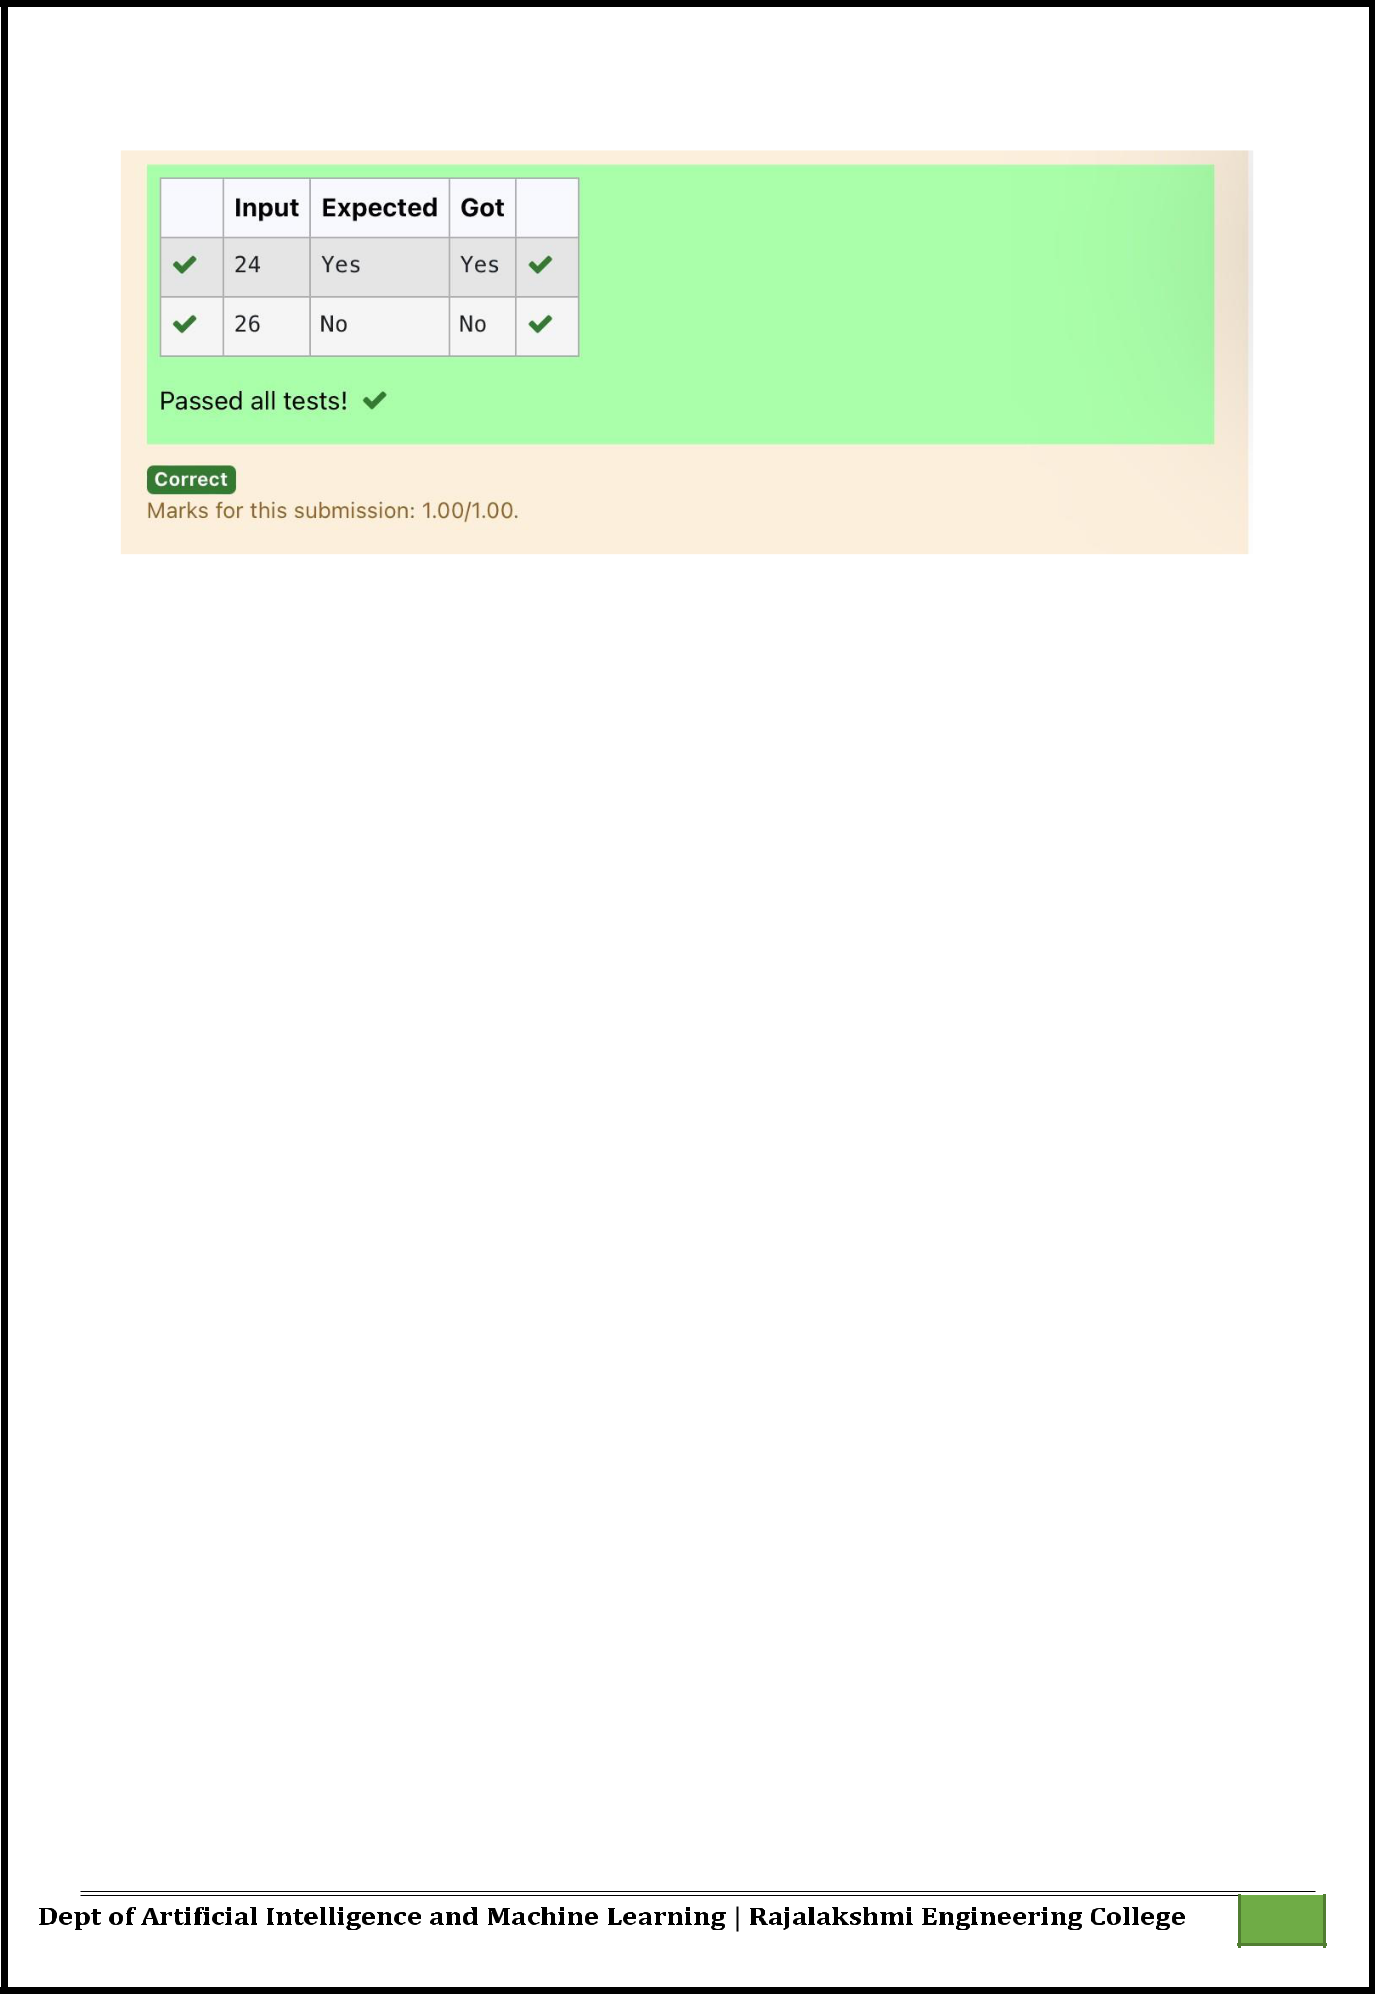 Input Expected Got
24 Yes Yes
26 No No
Passed all tests!
Correct
Marks for this submission: 1.00/1.00.
Dept of Artificial Intelligence and Machine Learning | Rajalakshmi Engineering College